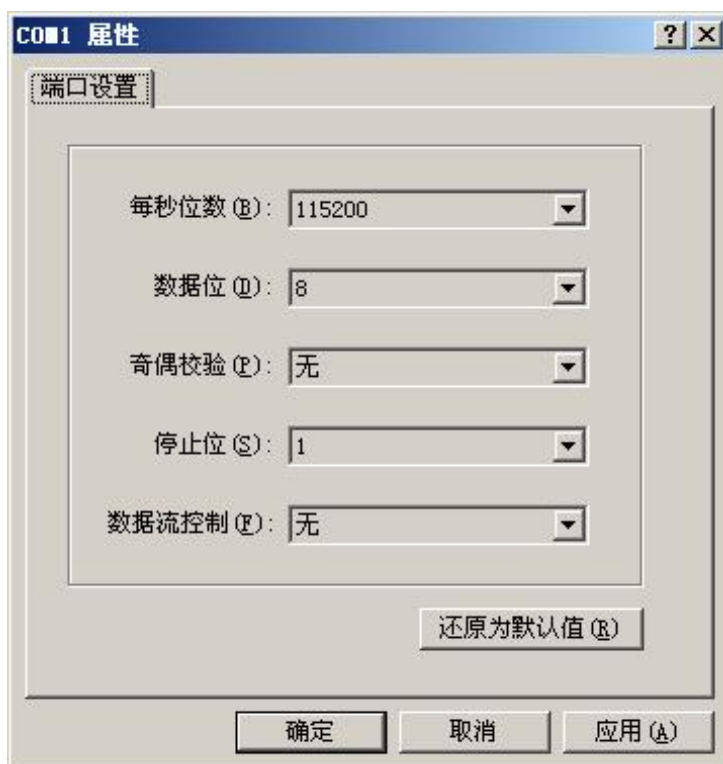 COM1 属性
端口设置
每秒位数(B): 115200
数据位(D): 8
奇偶校验(P): 无
停止位(S): 1
数据流控制(F): 无
还原为默认值(R)
确定 取消 应用(A)